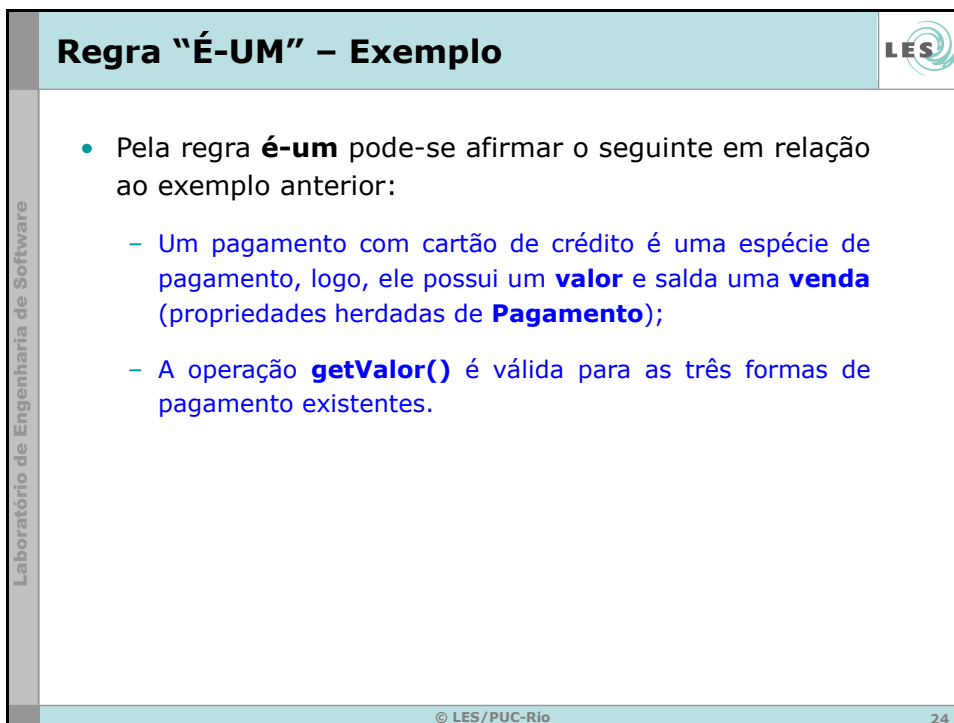 Regra “É-UM” – Exemplo
LES
• Pela regra é-um pode-se afirmar o seguinte em relação
ao exemplo anterior:
– Um pagamento com cartão de crédito é uma espécie de
pagamento, logo, ele possui um valor e salda uma venda
(propriedades herdadas de Pagamento);
– A operação getValor() é válida para as três formas de
pagamento existentes.
Laboratório de Engenharia de Software
© LES/PUC-Rio
24